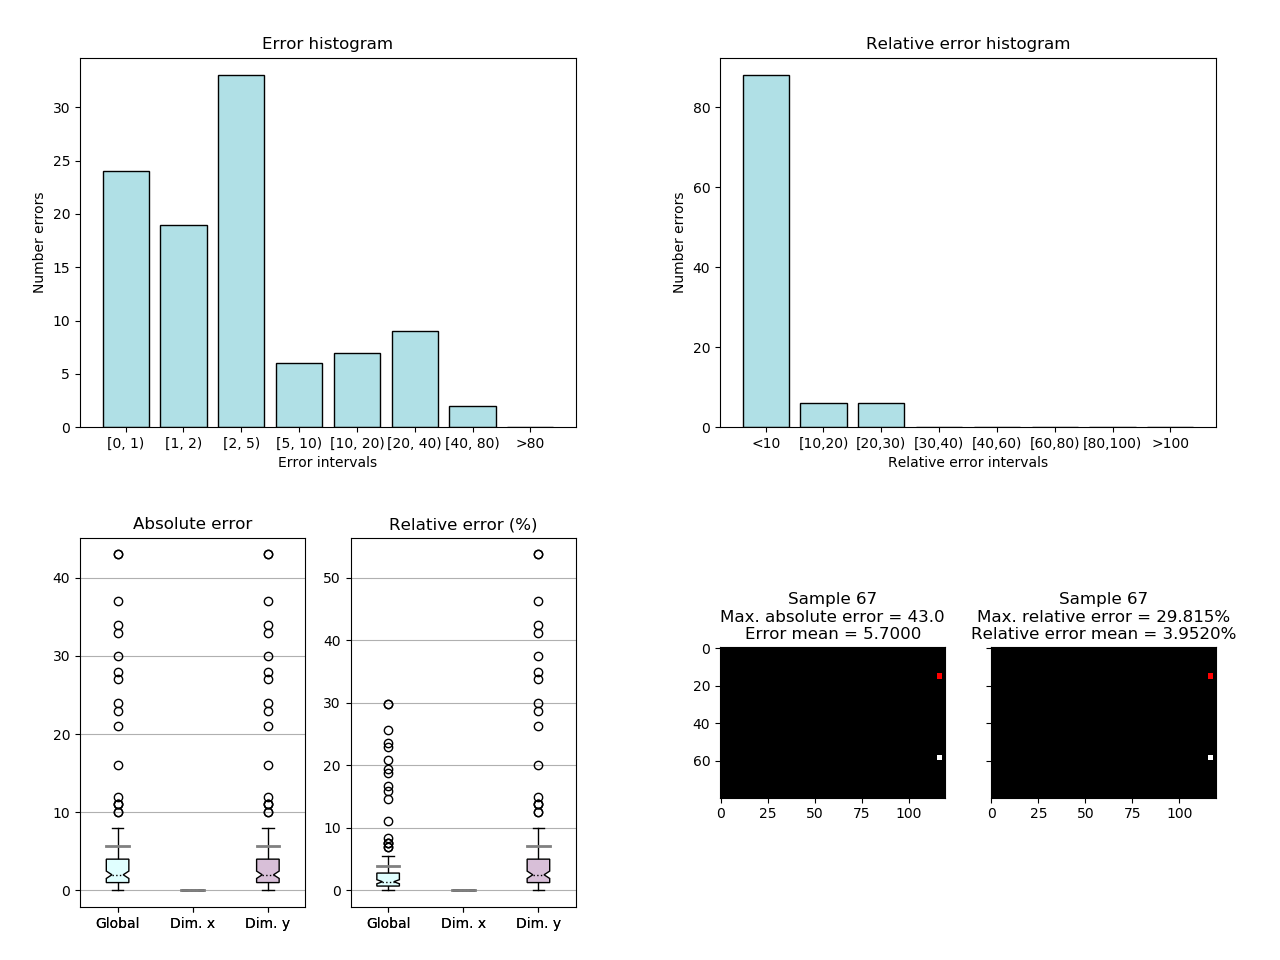 Error histogram
Number errors
30
25
20
15
10
5
0
[0, 1)
[1, 2)
[2, 5)
[5, 10)
[10, 20)
[20, 40)
[40, 80)
>80
Error intervals
Relative error histogram
Number errors
80
60
40
20
0
<10
[10,20)
[20,30)
[30,40)
[40,60)
[60,80)
[80,100)
>100
Relative error intervals
Absolute error
40
30
20
10
0
Global
Dim. x
Dim. y
Relative error (%)
50
40
30
20
10
0
Global
Dim. x
Dim. y
Sample 67
Max. absolute error = 43.0
Error mean = 5.7000
0
20
40
60
0
25
50
75
100
Sample 67
Max. relative error = 29.815%
Relative error mean = 3.9520%
0
25
50
75
100